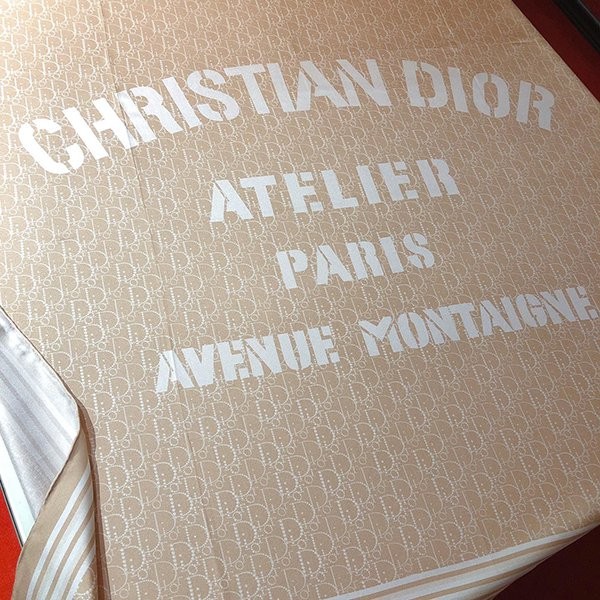 CHRISTIAN DIOR
ATELIER
PARIS
AVENUE MONTAIGNE